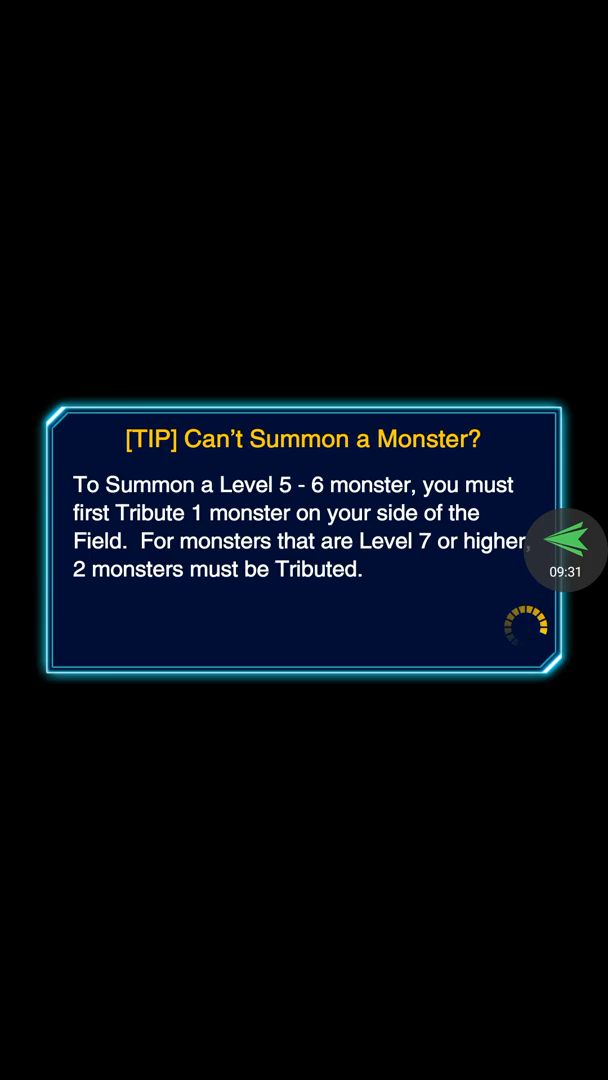 [TIP] Can’t Summon a Monster?
To Summon a Level 5 - 6 monster, you must
first Tribute 1 monster on your side of the
Field.  For monsters that are Level 7 or higher,
2 monsters must be Tributed.
09:31